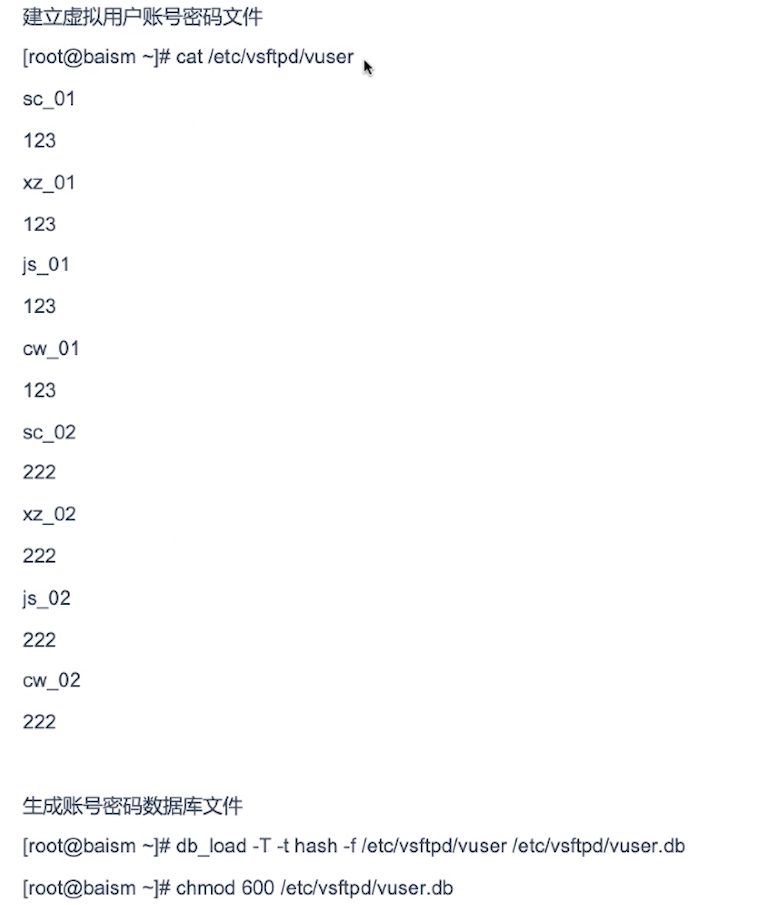 建立虚拟用户账号密码文件
[root@baism ~]# cat /etc/vsftpd/vuser
sc_01
123
xz_01
123
js_01
123
cw_01
123
sc_02
222
xz_02
222
js_02
222
cw_02
222
生成账号密码数据库文件
[root@baism ~]# db_load -T -t hash -f /etc/vsftpd/vuser /etc/vsftpd/vuser.db
[root@baism ~]# chmod 600 /etc/vsftpd/vuser.db